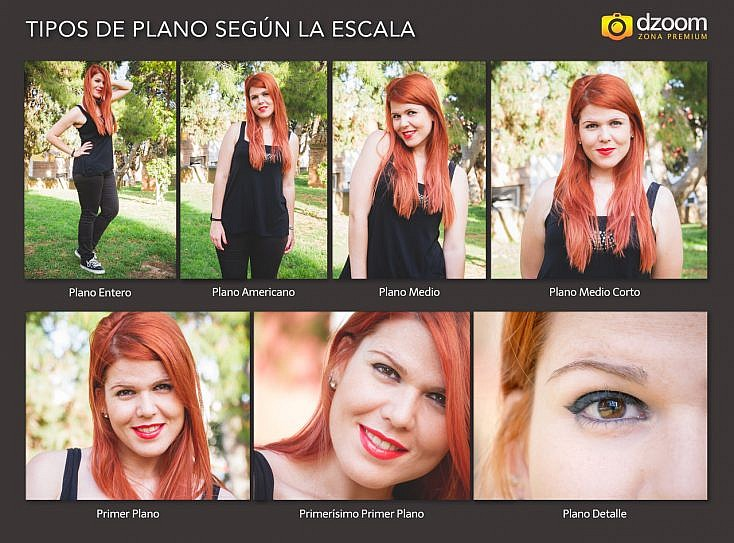 TIPOS DE PLANO SEGÚN LA ESCALA
dzoom
ZONA PREMIUM
Plano Entero
Plano Americano
Plano Medio
Plano Medio Corto
Primer Plano
Primerísimo Primer Plano
Plano Detalle